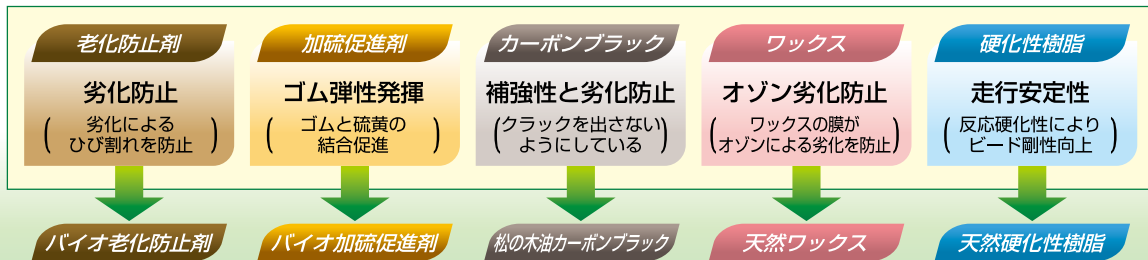 老化防止剤
劣化防止
(劣化による
ひび割れを防止)
加硫促進剤
ゴム弾性発揮
(ゴムと硫黄の
結合促進)
カーボンブラック
補強性と劣化防止
(クラックを出さない
ようにしている)
ワックス
オゾン劣化防止
(ワックスの膜が
オゾンによる劣化を防止)
硬化性樹脂
走行安定性
(反応硬化性により
ビード剛性向上)
バイオ老化防止剤
バイオ加硫促進剤
松の木油カーボンブラック
天然ワックス
天然硬化性樹脂